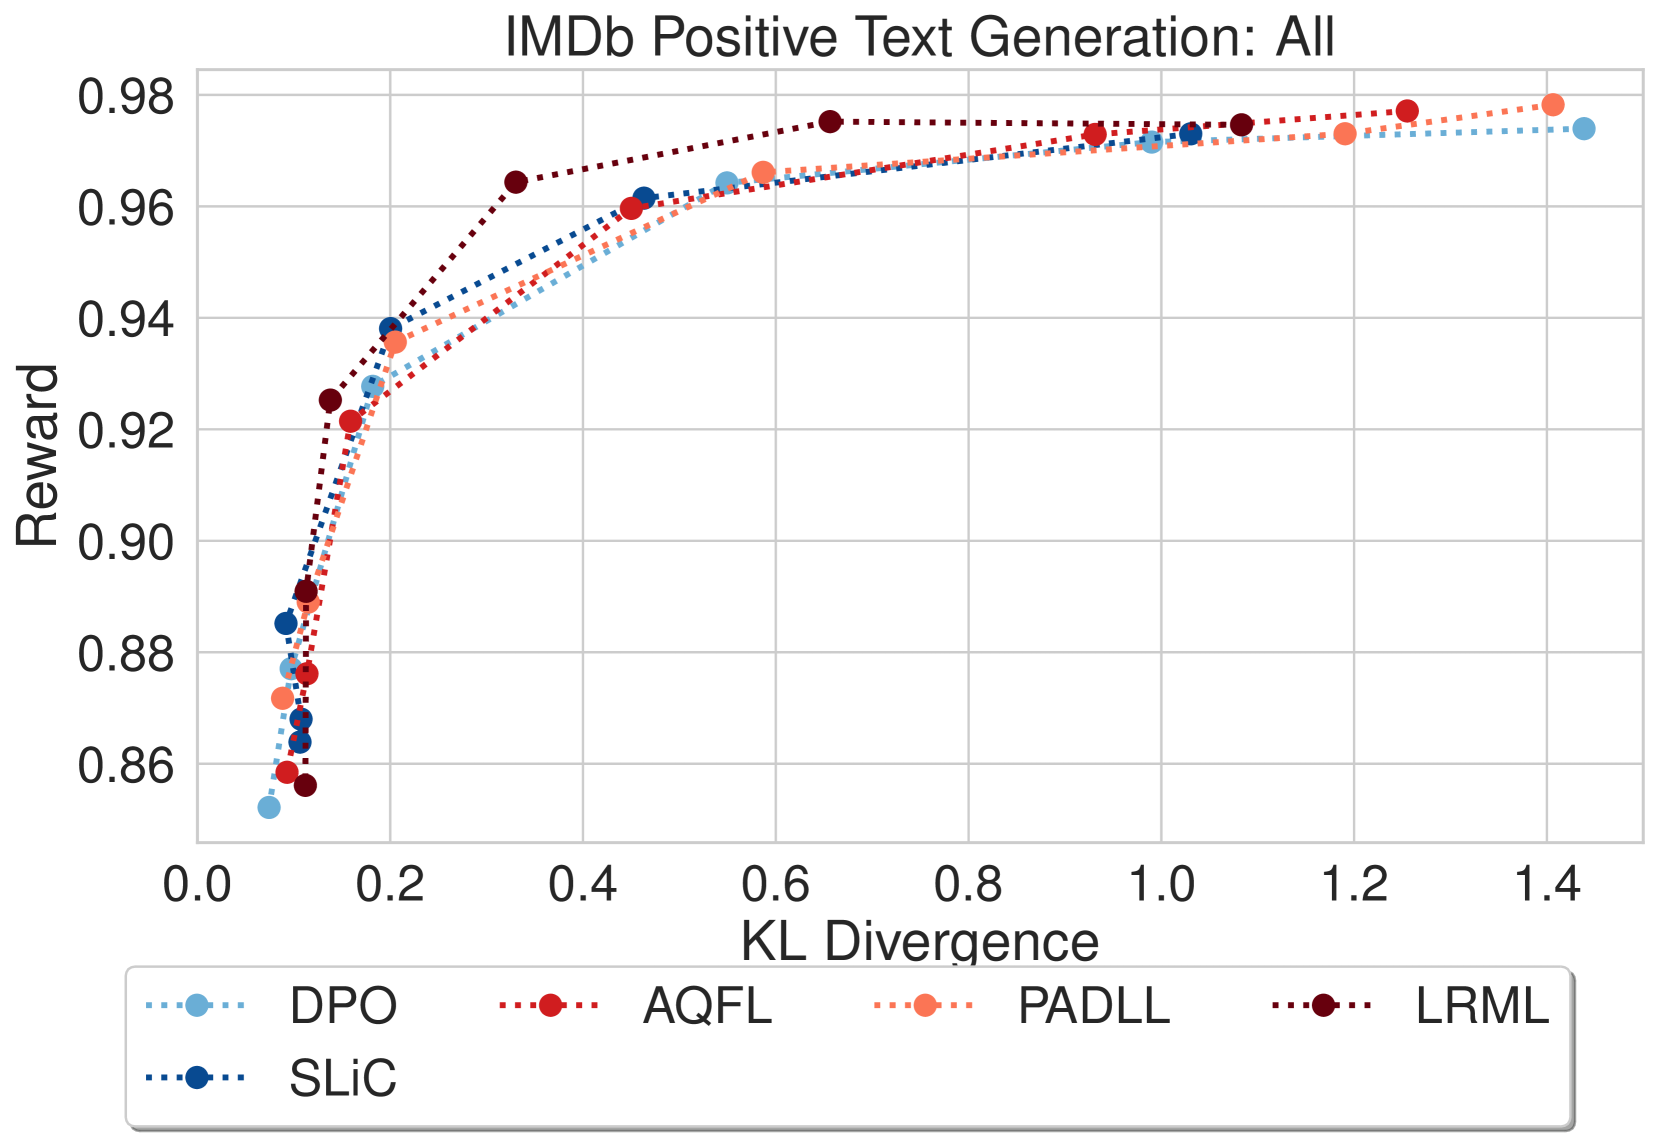 IMDb Positive Text Generation: All
0.98
0.96
0.94
0.92
0.90
0.88
0.86
Reward
0.0 0.2 0.4 0.6 0.8 1.0 1.2 1.4
KL Divergence
DPO AQFL PADLL LRML
SLiC